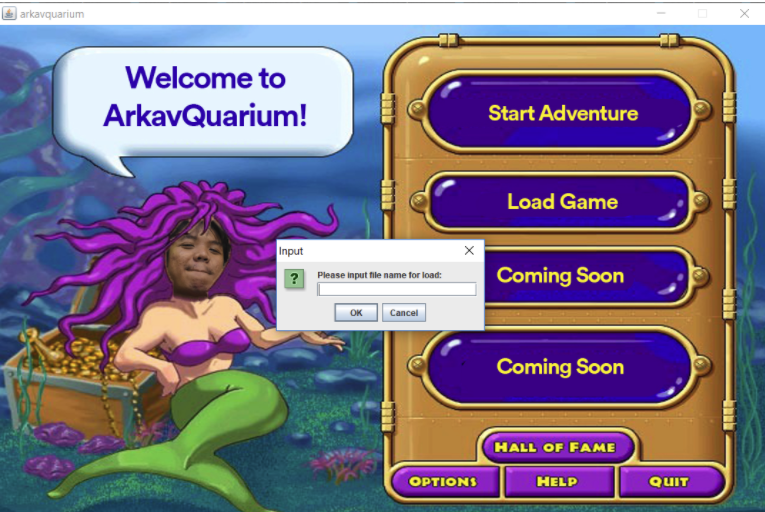 arkavquarium
Welcome to
ArkavQuarium!
Start Adventure
Load Game
Input
Please input file name for load:
?
OK
Cancel
Coming Soon
Coming Soon
HALL OF FAME
OPTIONS
HELP
QUIT